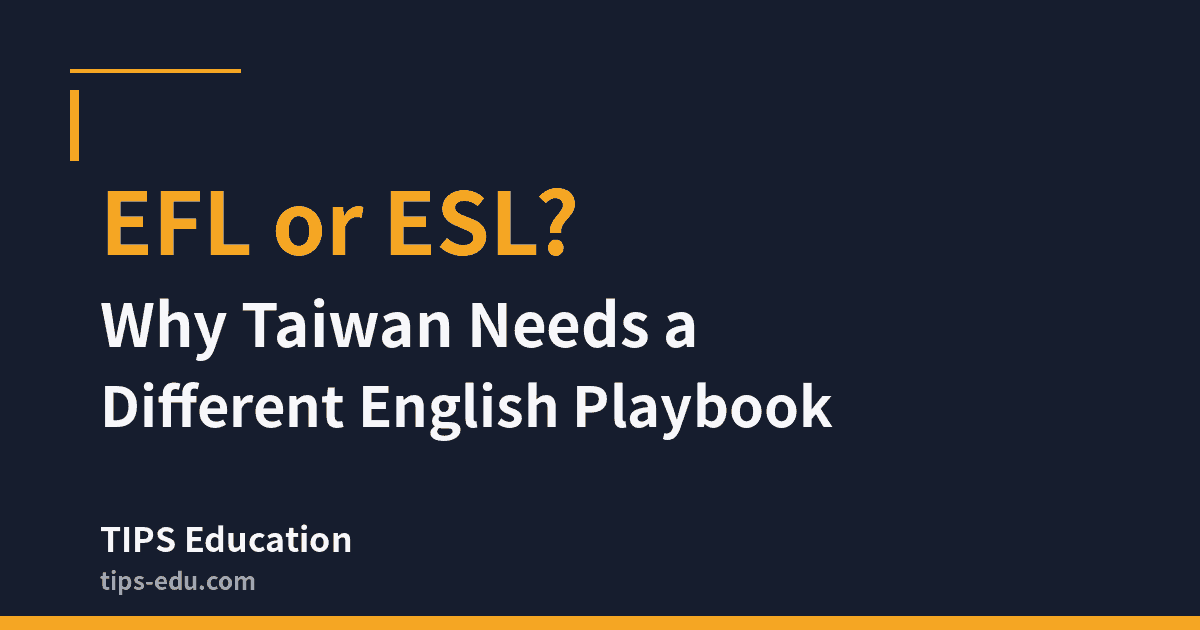 EFL or ESL?
Why Taiwan Needs a
Different English Playbook
TIPS Education
tips-edu.com